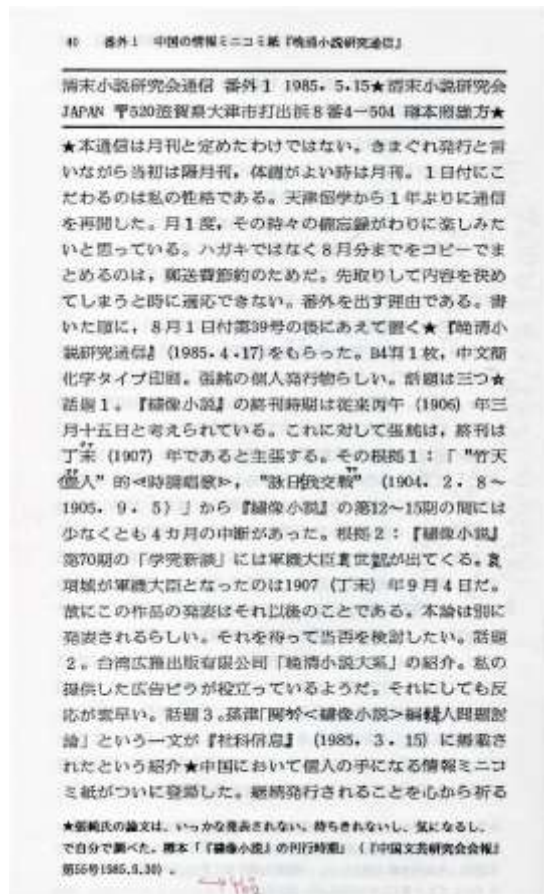 40 番外1 中国の情報ミニコミ紙『晩清小説研究通信』
清末小説研究会通信 番外1 1985.5.15★清末小説研究会
JAPAN 〒520滋賀県大津市打出浜8番4-504 樽本照雄方★
★本通信は月刊と定めたわけではない。きまぐれ発行と言
いながら当初は隔月刊,体調がよい時は月刊。1日付にこ
だわるのは私の性格である。天津留学から1年ぶりに通信
を再開した。月1度,その時々の備忘録がわりに楽しみた
いと思っている。ハガキではなく8月分までをコピーでま
とめるのは,郵送費節約のためだ。先取りして内容を決め
てしまうと時に適応できない。番外を出す理由である。書
いた順に,8月1日付第39号の後にあえて置く★『晩清小
説研究通信』(1985.4.17)をもらった。B4判1枚,中文簡
化字タイプ印刷。張純の個人発行物らしい。話題は三つ★
話題1。『繍像小説』の終刊時期は従来丙午(1906)年三
月十五日と考えられている。これに対して張純は,終刊は
丁未(1907)年であると主張する。その根拠1:「"竹天
人"的<時調唱歌>,"詠日俄交戦"(1904.2.8~
1905.9.5)」から『繍像小説』の第12~15期の間には
少なくとも4カ月の中断があった。根拠2:『繍像小説』
第70期の「学究新談」には軍機大臣袁世凱が出てくる。袁
項城が軍機大臣となったのは1907(丁未)年9月4日だ。
故にこの作品の発表はそれ以後のことである。本論は別に
発表されるらしい。それを待って当否を検討したい。話題
2。台湾広雅出版有限公司「晩清小説大系」の紹介。私の
提供した広告ビラが役立っているようだ。それにしても反
応が素早い。話題3。孫津「関於<繍像小説>編輯人問題討
論」という一文が『社科信息』(1985.3.15)に掲載さ
れたという紹介★中国において個人の手になる情報ミニコ
ミ紙がついに登場した。継続発行されることを心から祈る
★張純氏の論文は,いっかな発表されない。待ちきれないし,気になるし,
で自分で調べた。樽本「『繍像小説』の刊行時期」(『中国文芸研究会会報』
第55号1985.9.30)。